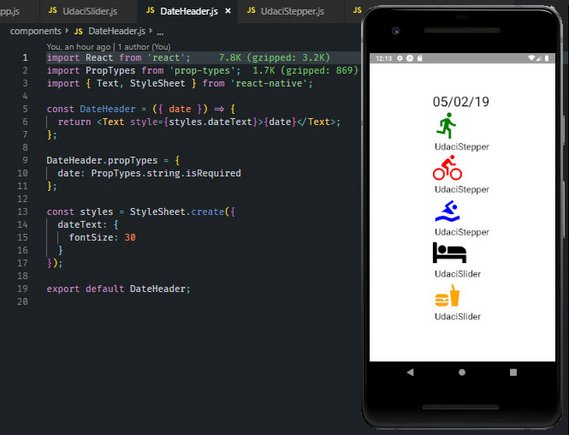 pp.js UdaciSlider.js DateHeader.js × UdaciStepper.js
components > DateHeader.js > ...
You, an hour ago | 1 author (You)
1 import React from 'react'; 7.8K (gzipped: 3.2K)
2 import PropTypes from 'prop-types'; 1.7K (gzipped: 869)
3 import { Text, StyleSheet } from 'react-native';
4
5 const DateHeader = ({ date }) => {
6 return <Text style={styles.dateText}>{date}</Text>;
7 };
8
9 DateHeader.propTypes = {
10 date: PropTypes.string.isRequired
11 };
12
13 const styles = StyleSheet.create({
14 dateText: {
15 fontSize: 30
16 }
17 });
18
19 export default DateHeader;
20
12:13
05/02/19
UdaciStepper
UdaciStepper
UdaciStepper
UdaciSlider
UdaciSlider